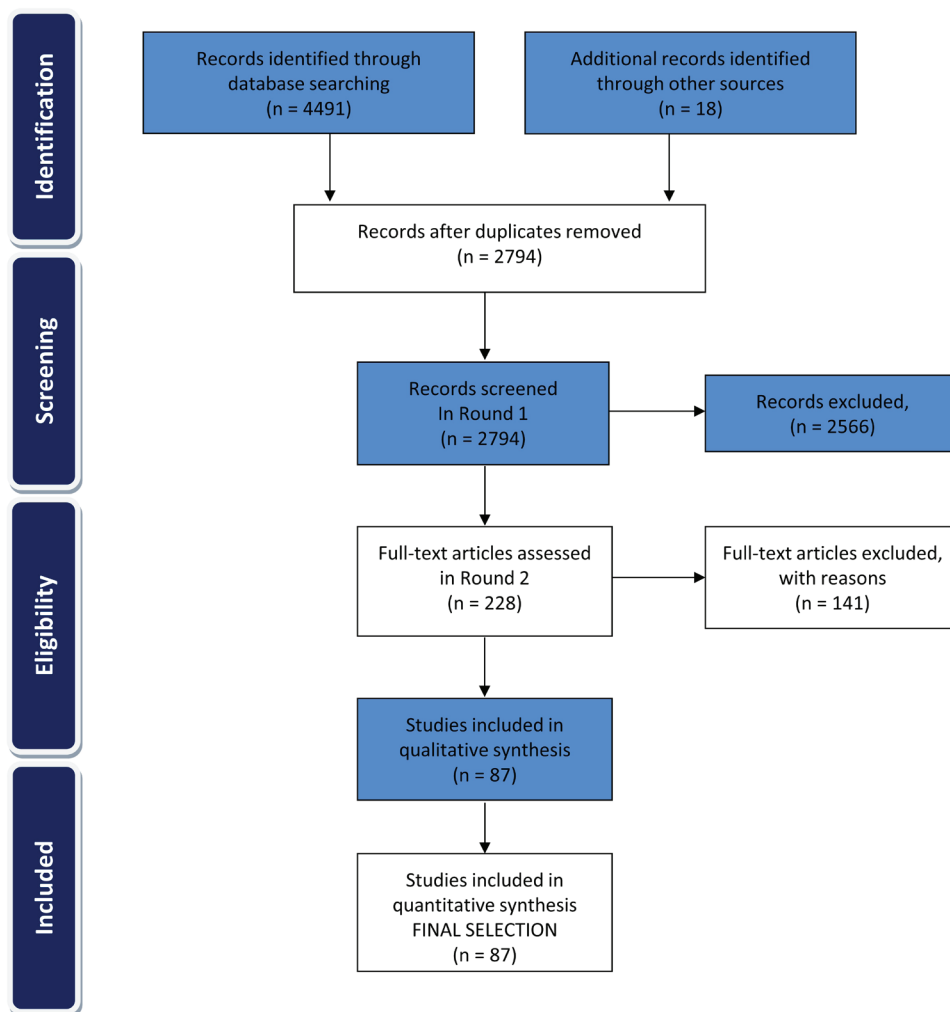 Identification
Records identified through
database searching
(n = 4491)
Additional records identified
through other sources
(n = 18)
Records after duplicates removed
(n = 2794)
Screening
Records screened
In Round 1
(n = 2794)
Records excluded,
(n = 2566)
Eligibility
Full-text articles assessed
in Round 2
(n = 228)
Full-text articles excluded,
with reasons
(n = 141)
Studies included in
qualitative synthesis
(n = 87)
Included
Studies included in
quantitative synthesis
FINAL SELECTION
(n = 87)